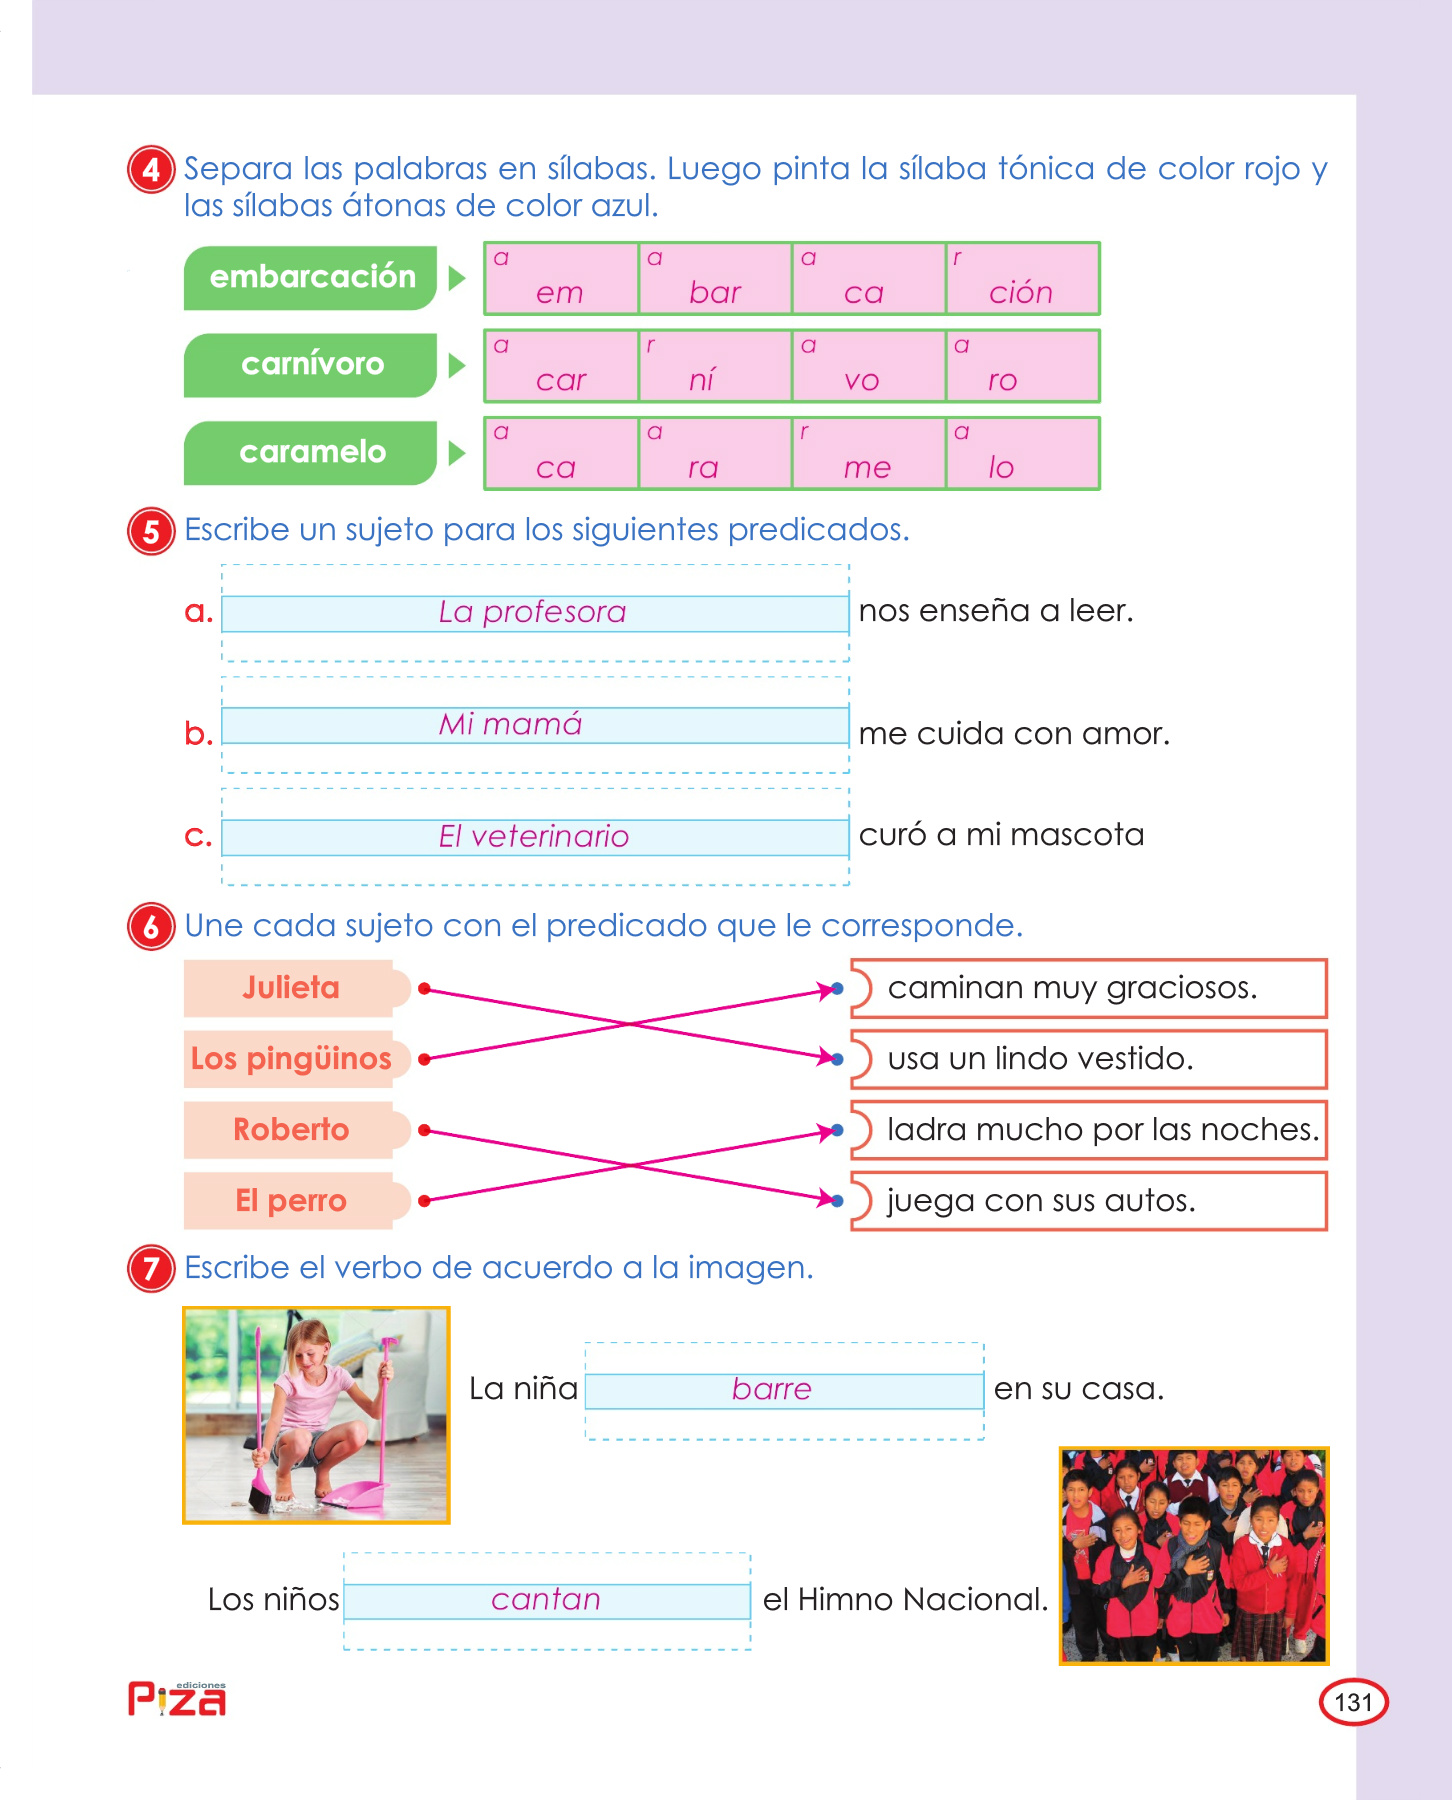 4 Separa las palabras en sílabas. Luego pinta la sílaba tónica de color rojo y
las sílabas átonas de color azul.
embarcación a em a bar a ca r ción
carnívoro a car r ní a vo a ro
caramelo a ca a ra r me a lo
5 Escribe un sujeto para los siguientes predicados.
a. La profesora nos enseña a leer.
b. Mi mamá me cuida con amor.
c. El veterinario curó a mi mascota
6 Une cada sujeto con el predicado que le corresponde.
Julieta caminan muy graciosos.
Los pingüinos usa un lindo vestido.
Roberto ladra mucho por las noches.
El perro juega con sus autos.
7 Escribe el verbo de acuerdo a la imagen.
La niña barre en su casa.
Los niños cantan el Himno Nacional.
ediciones
Piza
131